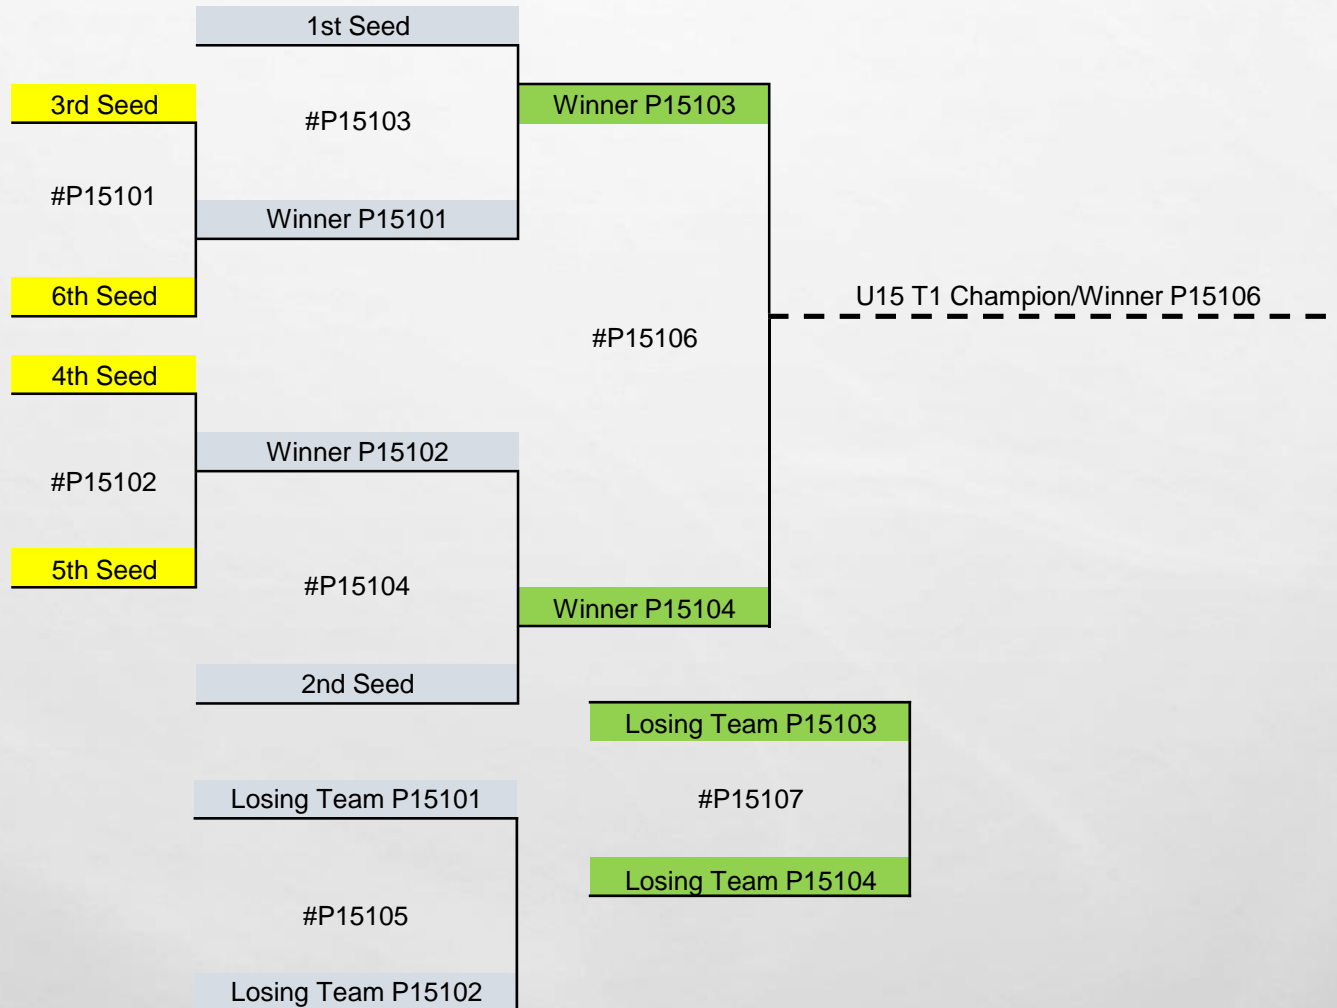 1st Seed
3rd Seed
Winner P15103
#P15103
#P15101
Winner P15101
6th Seed
U15 T1 Champion/Winner P15106
#P15106
4th Seed
Winner P15102
#P15102
5th Seed
#P15104
Winner P15104
2nd Seed
Losing Team P15103
Losing Team P15101
#P15107
Losing Team P15104
#P15105
Losing Team P15102